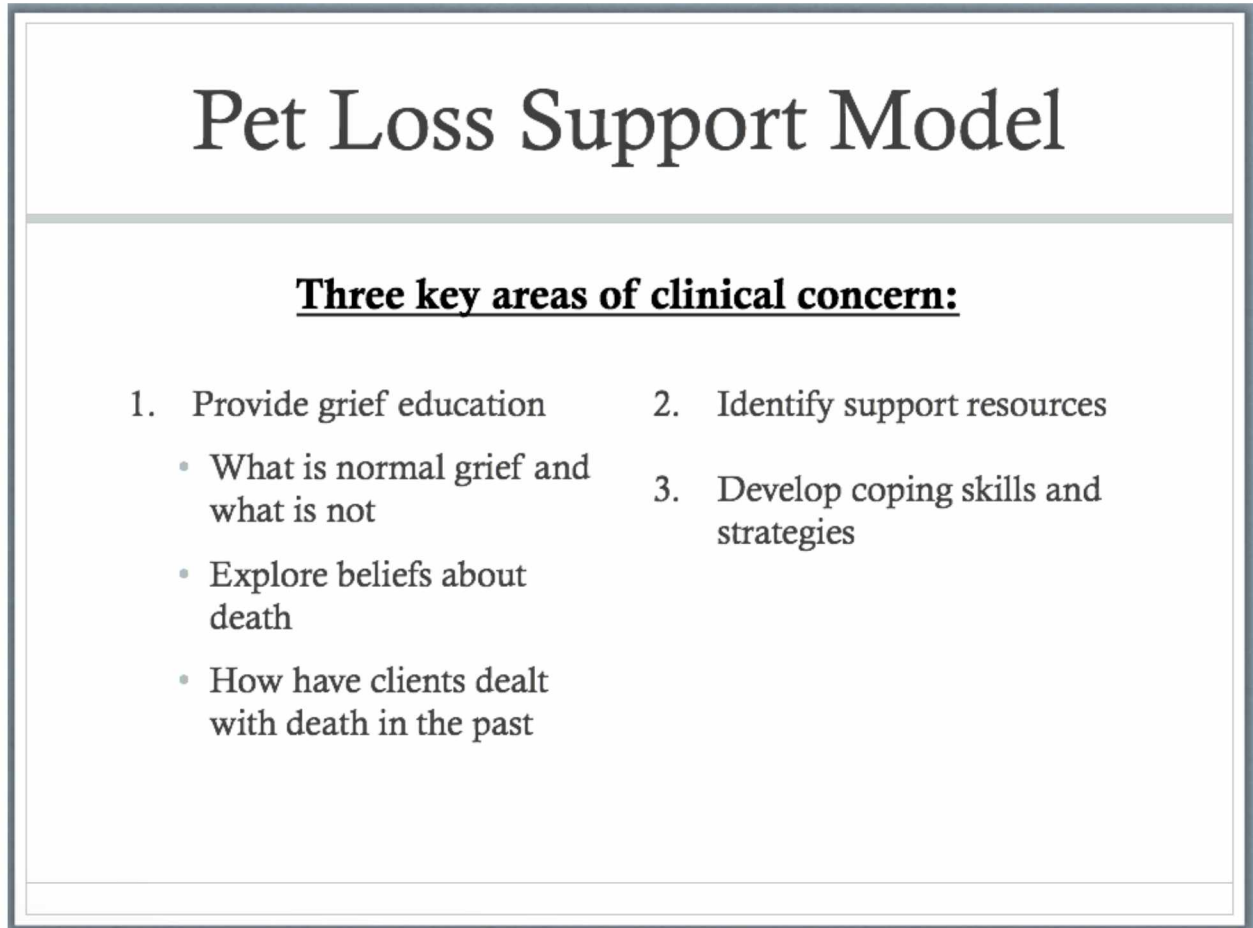 Pet Loss Support Model
Three key areas of clinical concern:
1. Provide grief education
• What is normal grief and
what is not
• Explore beliefs about
death
• How have clients dealt
with death in the past
2. Identify support resources
3. Develop coping skills and
strategies